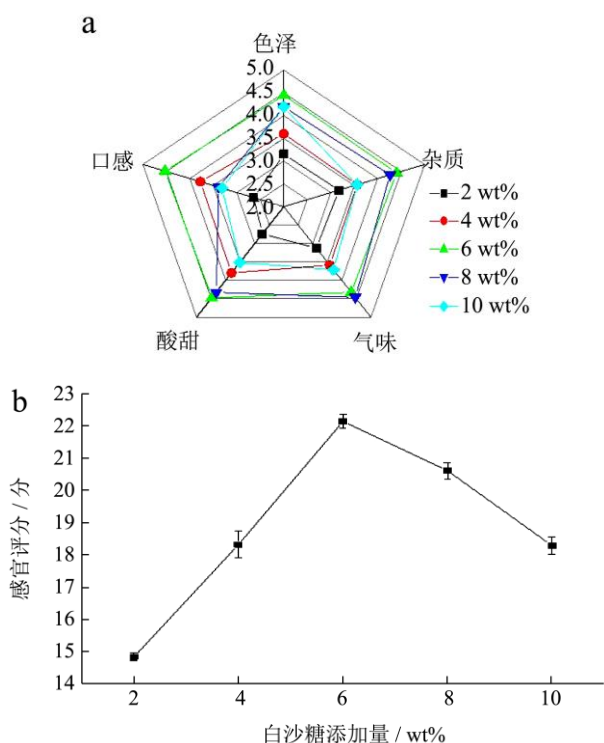 a
色泽
5.0
4.5
4.0
3.5
3.0
2.5
2.0
口感
杂质
酸甜
气味
2 wt%
4 wt%
6 wt%
8 wt%
10 wt%
b
感官评分 / 分
23
22
21
20
19
18
17
16
15
14
2 4 6 8 10
白沙糖添加量 / wt%